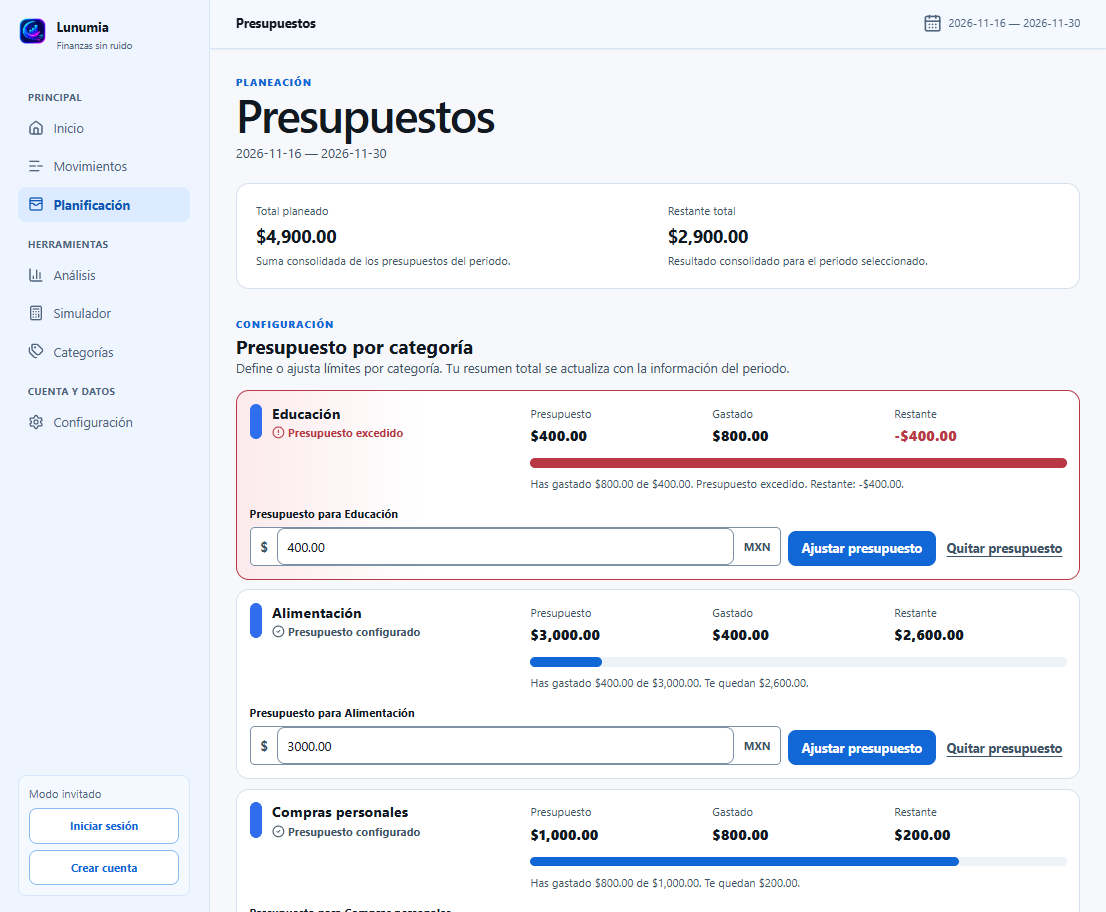 Lunumia
Finanzas sin ruido
PRINCIPAL
Inicio
Movimientos
Planificación
HERRAMIENTAS
Análisis
Simulador
Categorías
CUENTA Y DATOS
Configuración
Modo invitado
Iniciar sesión
Crear cuenta
Presupuestos
2026-11-16 — 2026-11-30
PLANEACIÓN
Presupuestos
2026-11-16 — 2026-11-30
Total planeado
$4,900.00
Suma consolidada de los presupuestos del periodo.
Restante total
$2,900.00
Resultado consolidado para el periodo seleccionado.
CONFIGURACIÓN
Presupuesto por categoría
Define o ajusta límites por categoría. Tu resumen total se actualiza con la información del periodo.
Educación
Presupuesto excedido
Presupuesto
$400.00
Gastado
$800.00
Restante
-$400.00
Has gastado $800.00 de $400.00. Presupuesto excedido. Restante: -$400.00.
Presupuesto para Educación
$ 400.00 MXN
Ajustar presupuesto
Quitar presupuesto
Alimentación
Presupuesto configurado
Presupuesto
$3,000.00
Gastado
$400.00
Restante
$2,600.00
Has gastado $400.00 de $3,000.00. Te quedan $2,600.00.
Presupuesto para Alimentación
$ 3000.00 MXN
Ajustar presupuesto
Quitar presupuesto
Compras personales
Presupuesto configurado
Presupuesto
$1,000.00
Gastado
$800.00
Restante
$200.00
Has gastado $800.00 de $1,000.00. Te quedan $200.00.
Presupuesto para Compras personales